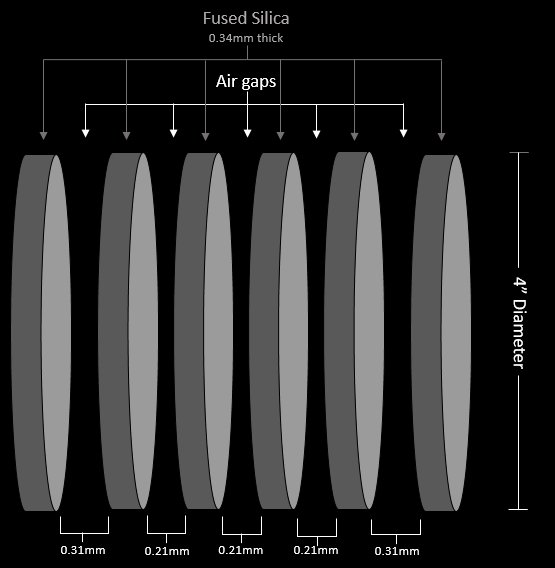 Fused Silica
0.34mm thick
Air gaps
4” Diameter
0.31mm
0.21mm
0.21mm
0.21mm
0.31mm